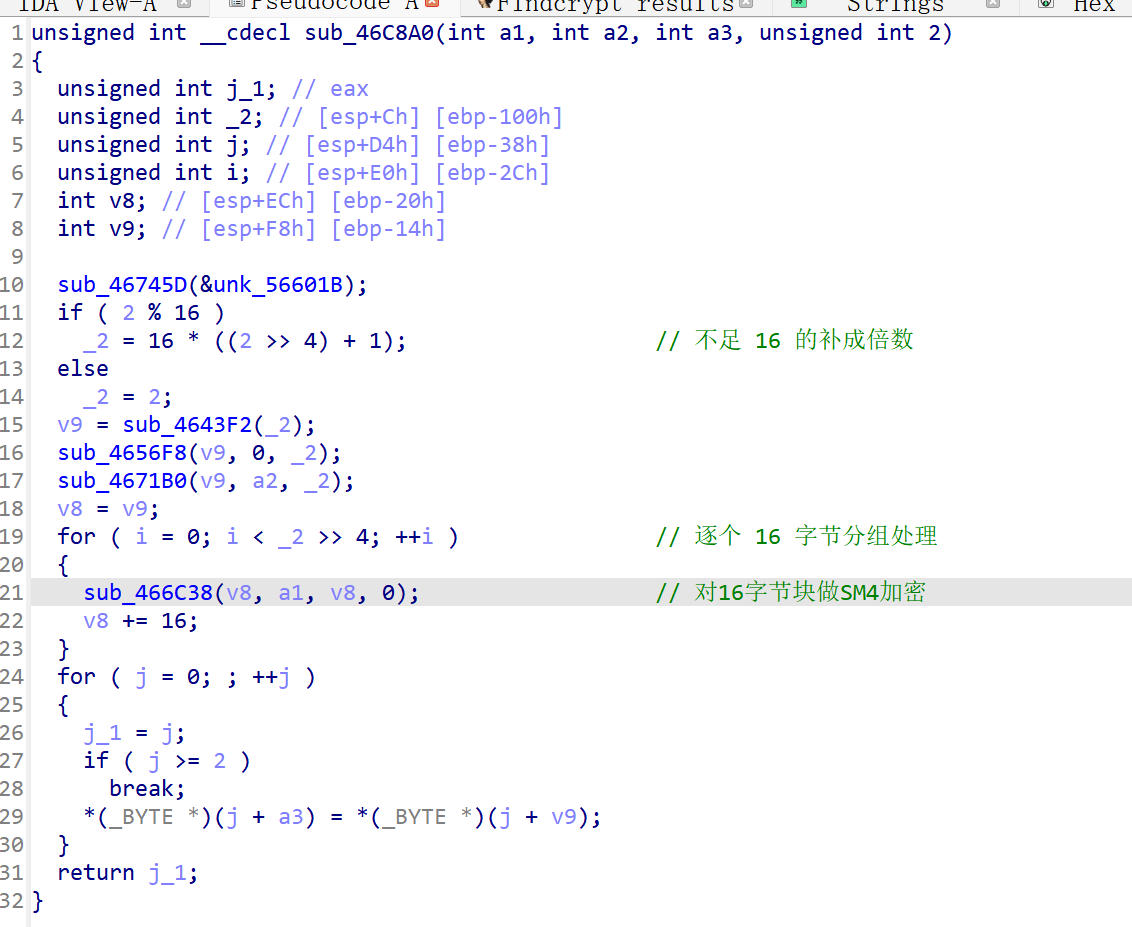 IDA View-A Pseudocode A Findcrypt results Strings Hex
1 unsigned int __cdecl sub_46C8A0(int a1, int a2, int a3, unsigned int 2)
2 {
3 unsigned int j_1; // eax
4 unsigned int _2; // [esp+Ch] [ebp-100h]
5 unsigned int j; // [esp+D4h] [ebp-38h]
6 unsigned int i; // [esp+E0h] [ebp-2Ch]
7 int v8; // [esp+ECh] [ebp-20h]
8 int v9; // [esp+F8h] [ebp-14h]
9
10 sub_46745D(&unk_56601B);
11 if ( 2 % 16 )
12 _2 = 16 * ((2 >> 4) + 1); // 不足 16 的补成倍数
13 else
14 _2 = 2;
15 v9 = sub_4643F2(_2);
16 sub_4656F8(v9, 0, _2);
17 sub_4671B0(v9, a2, _2);
18 v8 = v9;
19 for ( i = 0; i < _2 >> 4; ++i ) // 逐个 16 字节分组处理
20 {
21 sub_466C38(v8, a1, v8, 0); // 对16字节块做SM4加密
22 v8 += 16;
23 }
24 for ( j = 0; ; ++j )
25 {
26 j_1 = j;
27 if ( j >= 2 )
28 break;
29 *(_BYTE *)(j + a3) = *(_BYTE *)(j + v9);
30 }
31 return j_1;
32 }